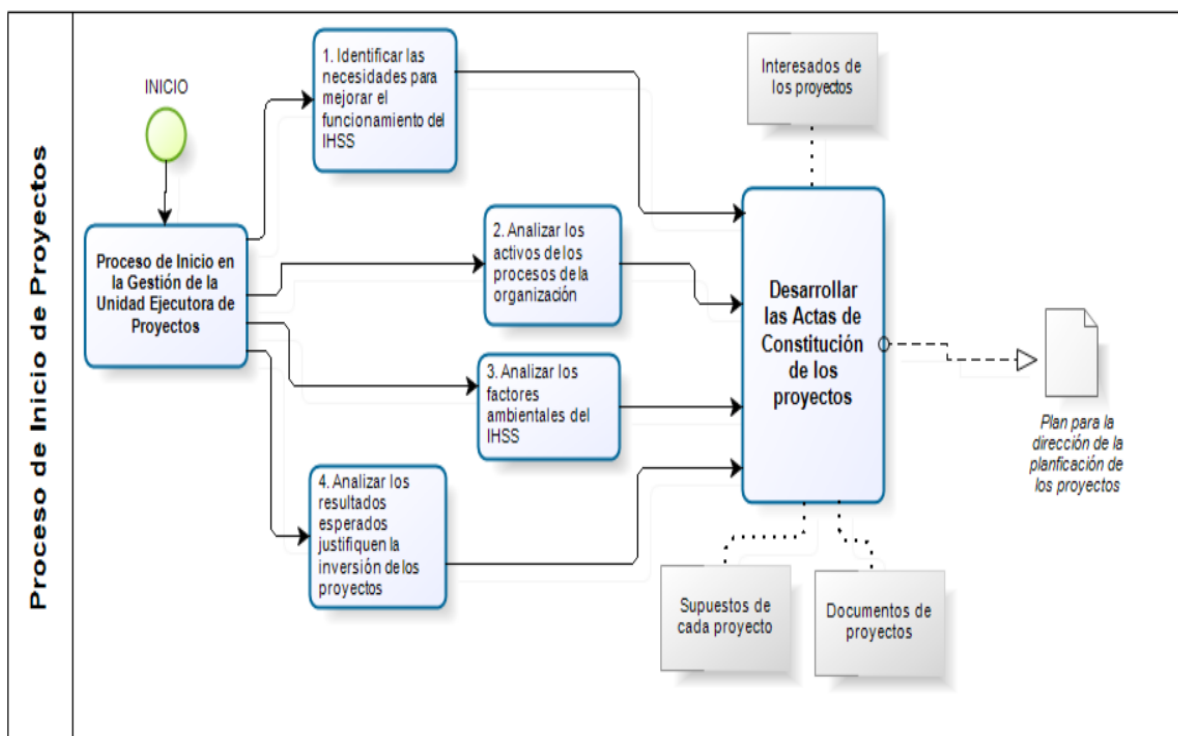 Proceso de Inicio de Proyectos
INICIO
Proceso de Inicio en
la Gestión de la
Unidad Ejecutora de
Proyectos
1. Identificar las
necesidades para
mejorar el
funcionamiento del
IHSS
2. Analizar los
activos de los
procesos de la
organización
3. Analizar los
factores
ambientales del
IHSS
4. Analizar los
resultados
esperados
justifiquen la
inversión de los
proyectos
Interesados de
los proyectos
Desarrollar
las Actas de
Constitución
de los
proyectos
Supuestos de
cada proyecto
Documentos de
proyectos
Plan para la
dirección de la
planficación de
los proyectos